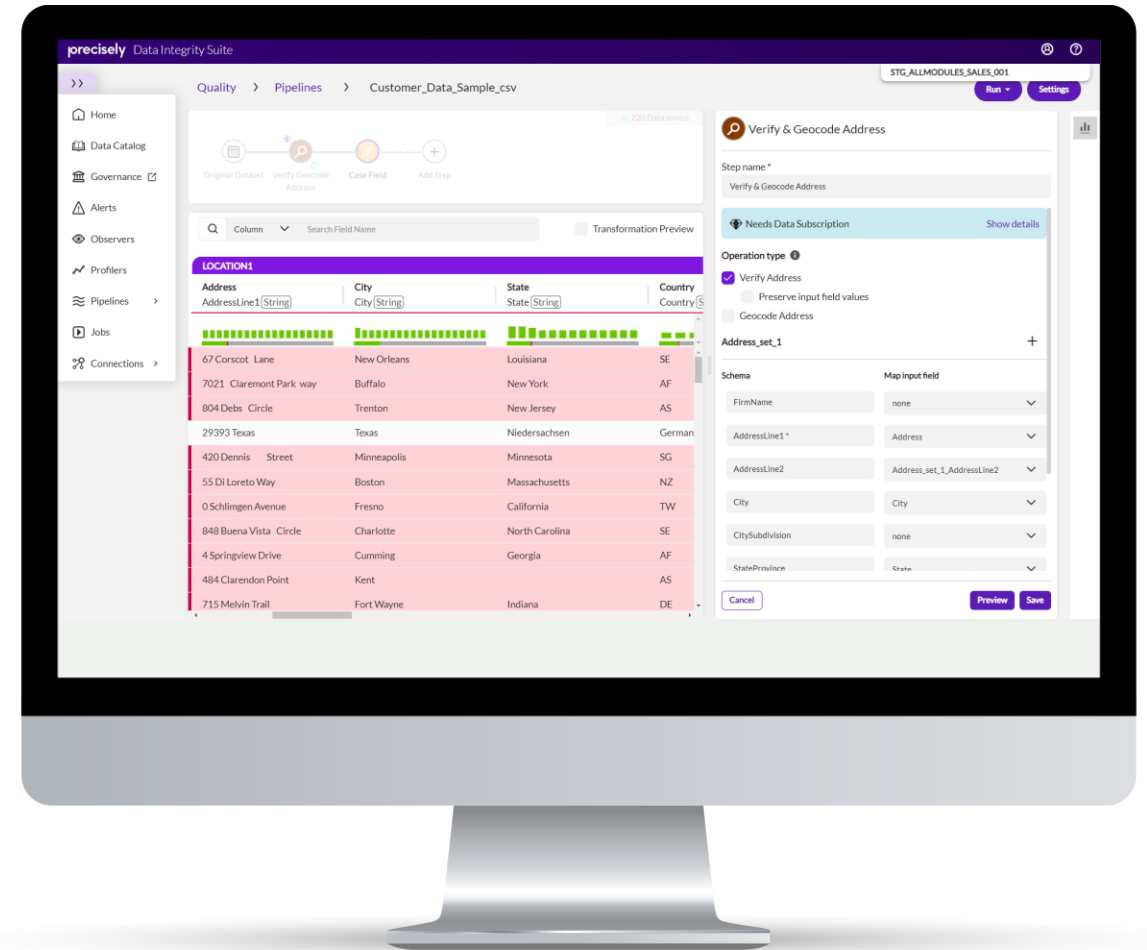 precisely Data Integrity Suite
STG_ALLMODULES_SALES_001
Quality > Pipelines > Customer_Data_Sample_csv
Run
Settings
Home
Data Catalog
Governance
Alerts
Observers
Profilers
Pipelines
Jobs
Connections
720 Data errors
Original Dataset
Verify Geocode
Address
Case Field
Add Step
Column
Search Field Name
Transformation Preview
LOCATION1
Address City State Country
AddressLine1 String City String State String Country S
67 Corscot Lane New Orleans Louisiana SE
7021 Claremont Park way Buffalo New York AF
804 Debs Circle Trenton New Jersey AS
29393 Texas Texas Niedersachsen German
420 Dennis Street Minneapolis Minnesota SG
55 Di Loreto Way Boston Massachusetts NZ
0 Schlimgen Avenue Fresno California TW
848 Buena Vista Circle Charlotte North Carolina SE
4 Springview Drive Cumming Georgia AF
484 Clarendon Point Kent AS
715 Melvin Trail Fort Wayne Indiana DE
Verify & Geocode Address
Step name *
Verify & Geocode Address
Needs Data Subscription Show details
Operation type
Verify Address
Preserve input field values
Geocode Address
Address_set_1
Schema Map input field
FirmName none
AddressLine1 * Address
AddressLine2 Address_set_1_AddressLine2
City City
CitySubdivision none
StateProvince State
Cancel Preview Save